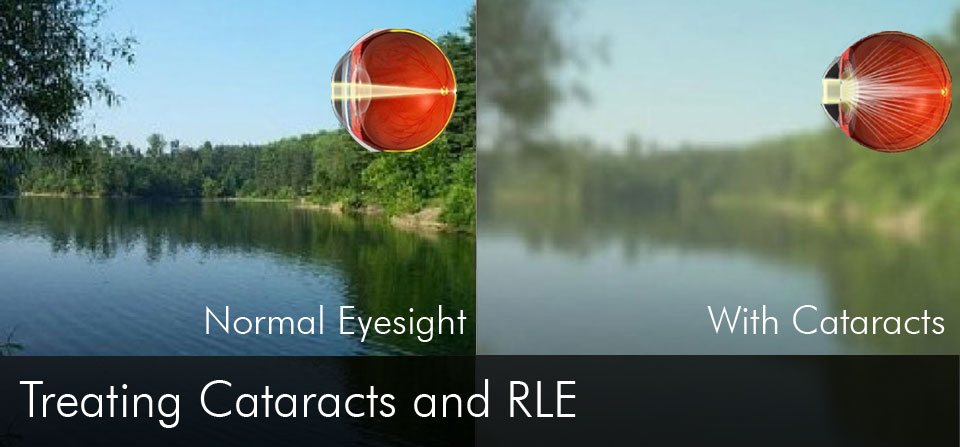 Normal Eyesight
With Cataracts
Treating Cataracts and RLE